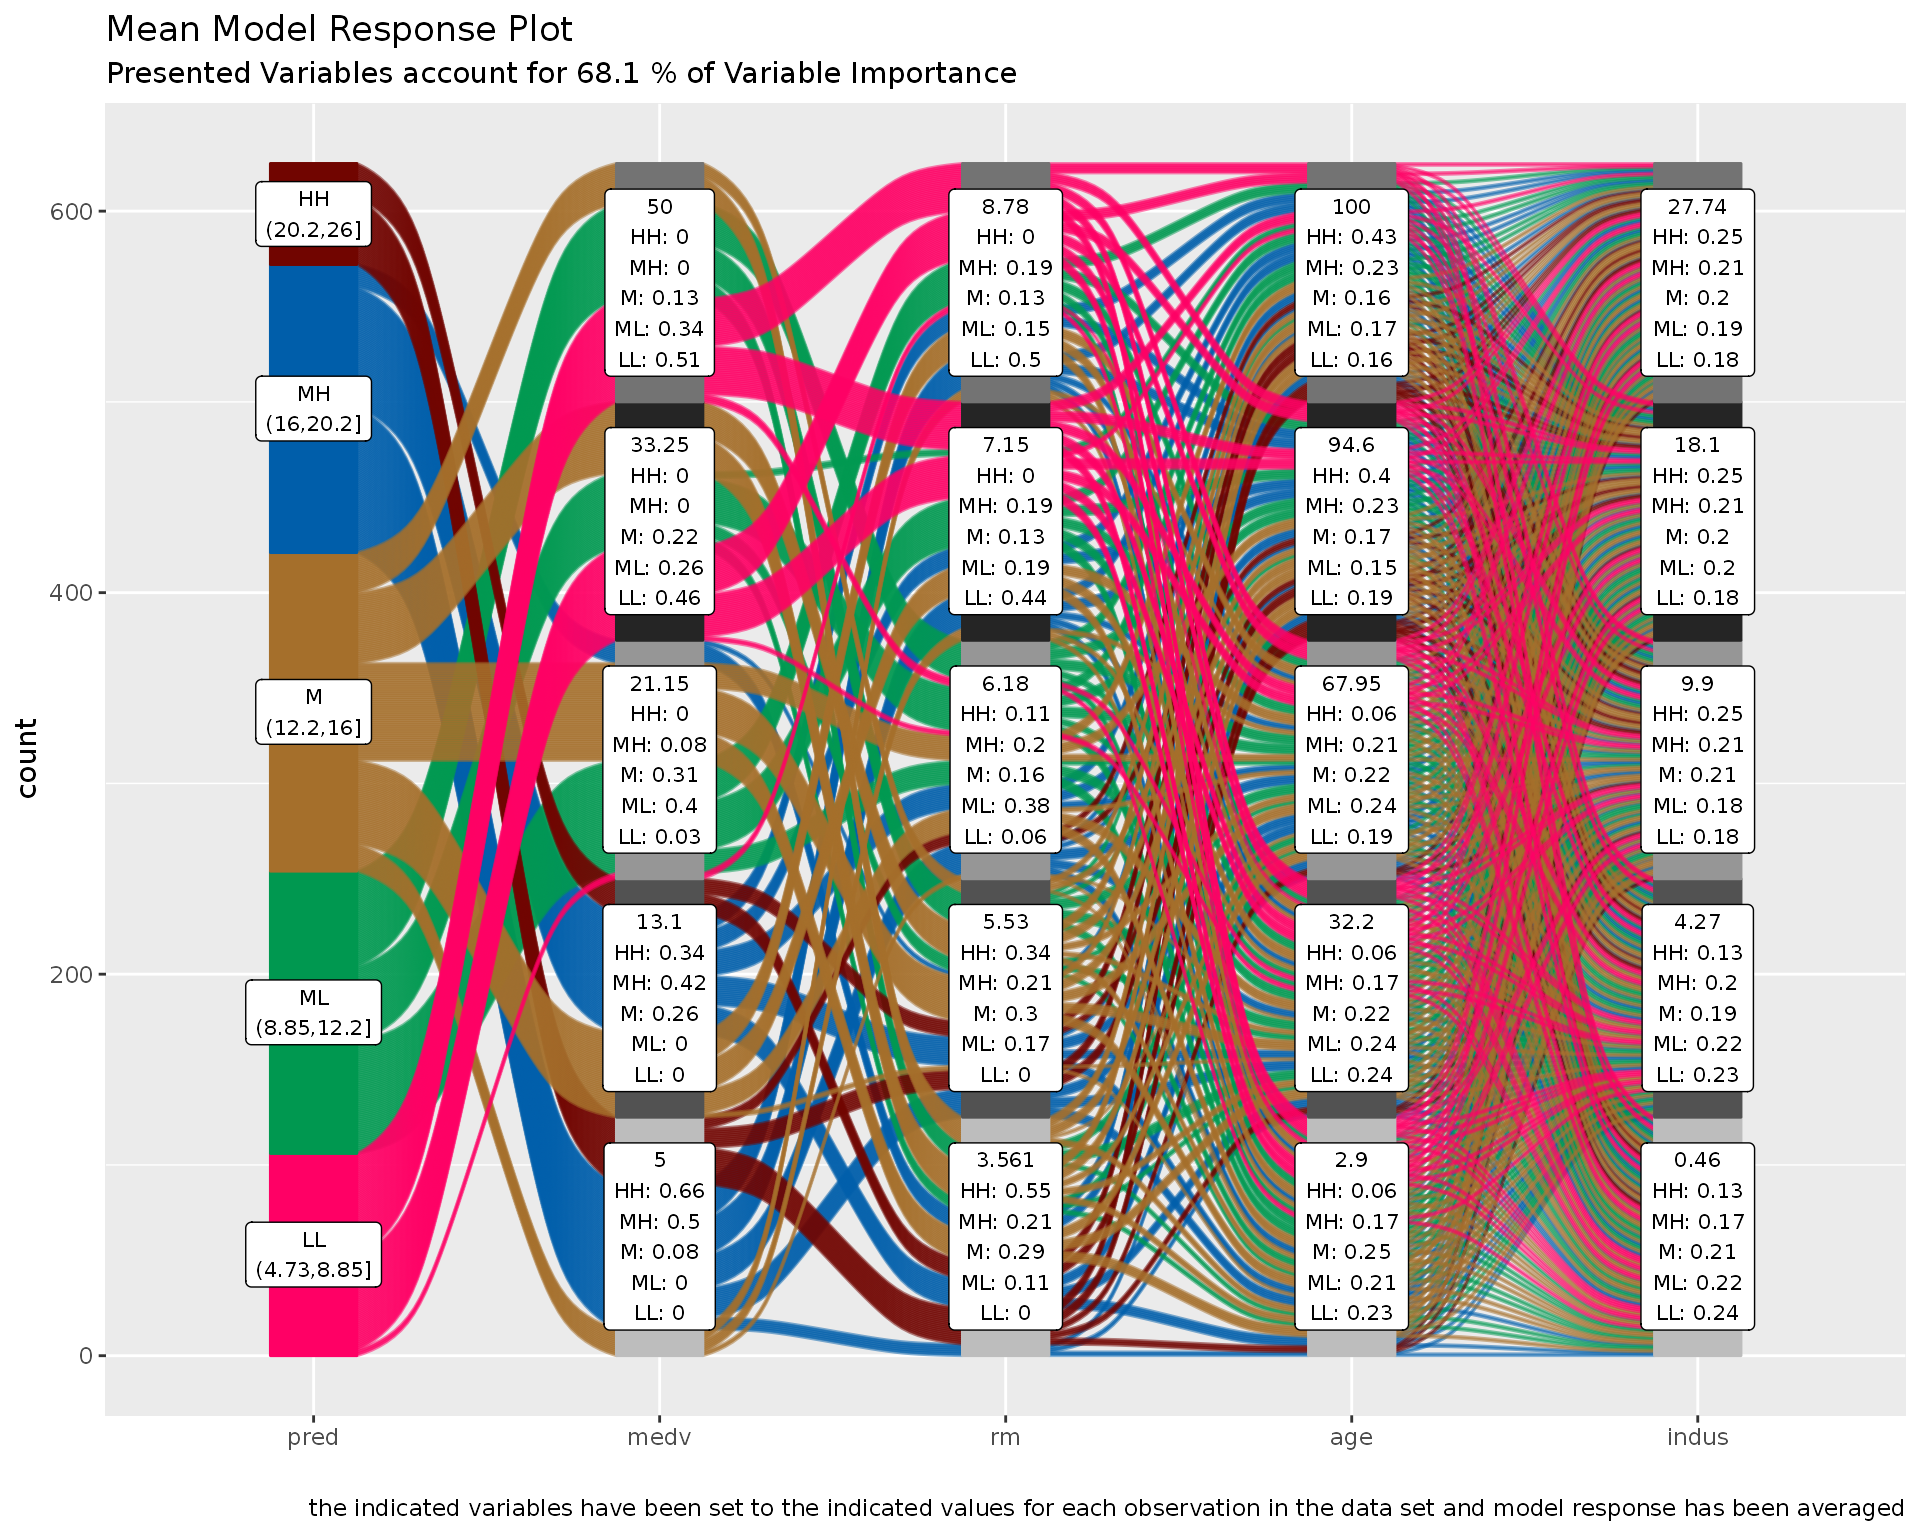 Mean Model Response Plot
Presented Variables account for 68.1 % of Variable Importance
count
600
400
200
0
HH
(20.2,26]
MH
(16,20.2]
M
(12.2,16]
ML
(8.85,12.2]
LL
(4.73,8.85]
50
HH: 0
MH: 0
M: 0.13
ML: 0.34
LL: 0.51
33.25
HH: 0
MH: 0
M: 0.22
ML: 0.26
LL: 0.46
21.15
HH: 0
MH: 0.08
M: 0.31
ML: 0.4
LL: 0.03
13.1
HH: 0.34
MH: 0.42
M: 0.26
ML: 0
LL: 0
5
HH: 0.66
MH: 0.5
M: 0.08
ML: 0
LL: 0
8.78
HH: 0
MH: 0.19
M: 0.13
ML: 0.15
LL: 0.5
7.15
HH: 0
MH: 0.19
M: 0.13
ML: 0.19
LL: 0.44
6.18
HH: 0.11
MH: 0.2
M: 0.16
ML: 0.38
LL: 0.06
5.53
HH: 0.34
MH: 0.21
M: 0.3
ML: 0.17
LL: 0
3.561
HH: 0.55
MH: 0.21
M: 0.29
ML: 0.11
LL: 0
100
HH: 0.43
MH: 0.23
M: 0.16
ML: 0.17
LL: 0.16
94.6
HH: 0.4
MH: 0.23
M: 0.17
ML: 0.15
LL: 0.19
67.95
HH: 0.06
MH: 0.21
M: 0.22
ML: 0.24
LL: 0.19
32.2
HH: 0.06
MH: 0.17
M: 0.22
ML: 0.24
LL: 0.24
2.9
HH: 0.06
MH: 0.17
M: 0.25
ML: 0.21
LL: 0.23
27.74
HH: 0.25
MH: 0.21
M: 0.2
ML: 0.19
LL: 0.18
18.1
HH: 0.25
MH: 0.21
M: 0.2
ML: 0.2
LL: 0.18
9.9
HH: 0.25
MH: 0.21
M: 0.21
ML: 0.18
LL: 0.18
4.27
HH: 0.13
MH: 0.2
M: 0.19
ML: 0.22
LL: 0.23
0.46
HH: 0.13
MH: 0.17
M: 0.21
ML: 0.22
LL: 0.24
pred
medv
rm
age
indus
the indicated variables have been set to the indicated values for each observation in the data set and model response has been averaged